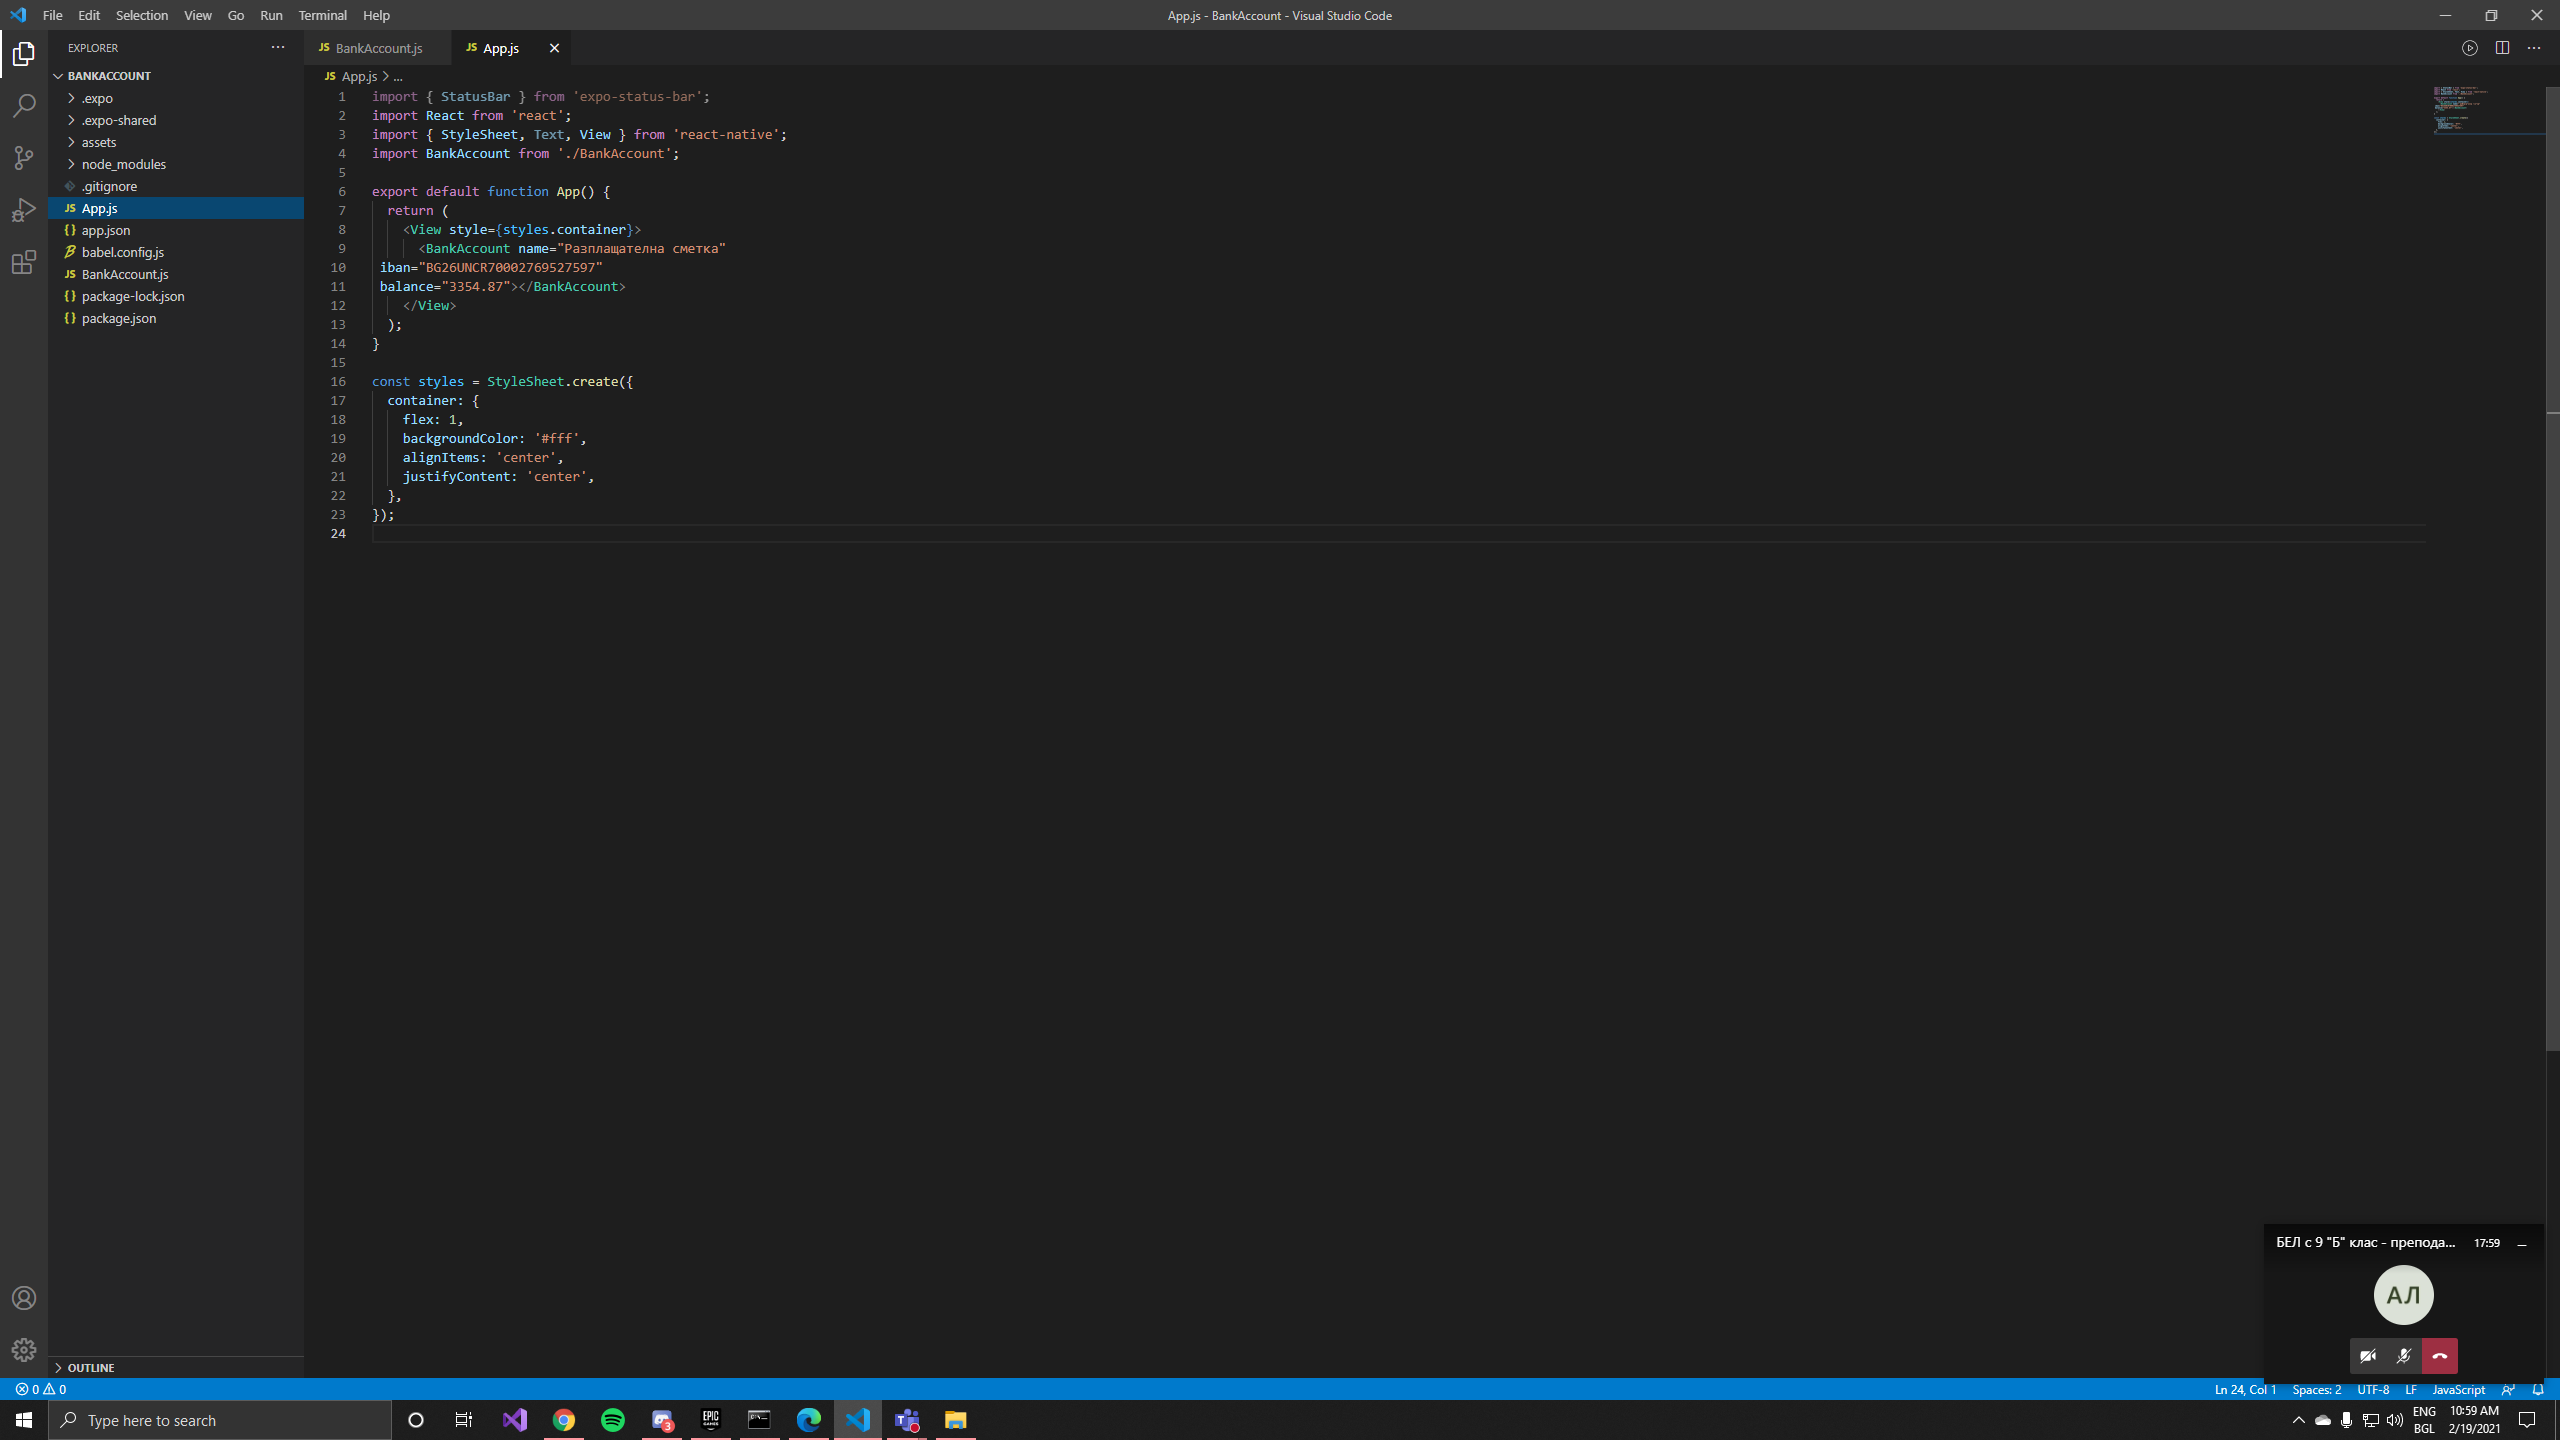 File Edit Selection View Go Run Terminal Help
App.js - BankAccount - Visual Studio Code
EXPLORER
BANKACCOUNT
.expo
.expo-shared
assets
node_modules
.gitignore
App.js
app.json
babel.config.js
BankAccount.js
package-lock.json
package.json
OUTLINE
JS BankAccount.js
JS App.js
JS App.js > ...
1 import { StatusBar } from 'expo-status-bar';
2 import React from 'react';
3 import { StyleSheet, Text, View } from 'react-native';
4 import BankAccount from './BankAccount';
5
6 export default function App() {
7 return (
8 <View style={styles.container}>
9 <BankAccount name="Разплащателна сметка"
10 iban="BG26UNCR70002769527597"
11 balance="3354.87"></BankAccount>
12 </View>
13 );
14 }
15
16 const styles = StyleSheet.create({
17 container: {
18 flex: 1,
19 backgroundColor: '#fff',
20 alignItems: 'center',
21 justifyContent: 'center',
22 },
23 });
24
БЕЛ с 9 "Б" клас - препода... 17:59
АЛ
0 0
Ln 24, Col 1 Spaces: 2 UTF-8 LF JavaScript
Type here to search
3
EPIC GAMES
ENG
BGL
10:59 AM
2/19/2021